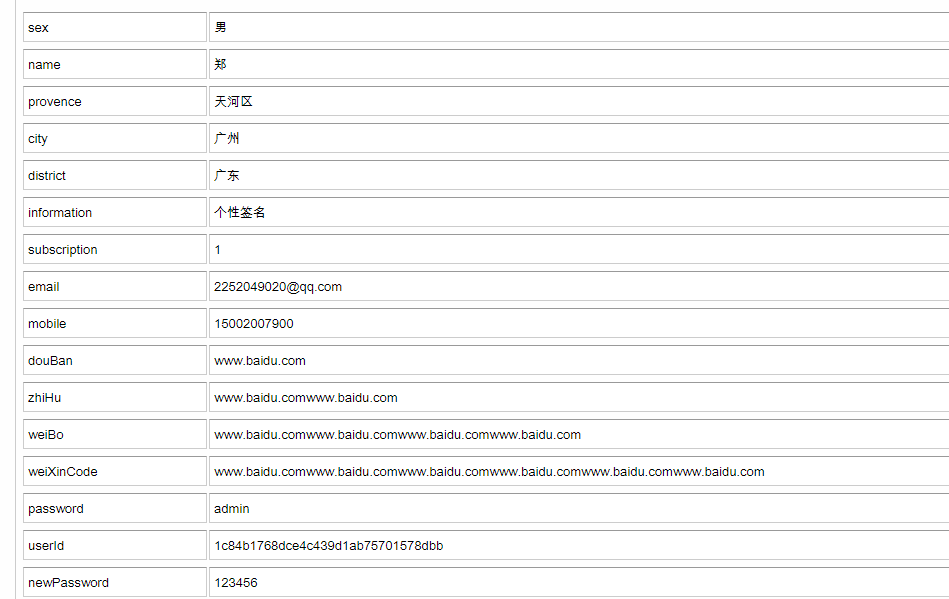 sex 男
name 郑
provence 天河区
city 广州
district 广东
information 个性签名
subscription 1
email 2252049020@qq.com
mobile 15002007900
douBan www.baidu.com
zhiHu www.baidu.comwww.baidu.com
weiBo www.baidu.comwww.baidu.comwww.baidu.comwww.baidu.com
weiXinCode www.baidu.comwww.baidu.comwww.baidu.comwww.baidu.comwww.baidu.comwww.baidu.com
password admin
userId 1c84b1768dce4c439d1ab75701578dbb
newPassword 123456